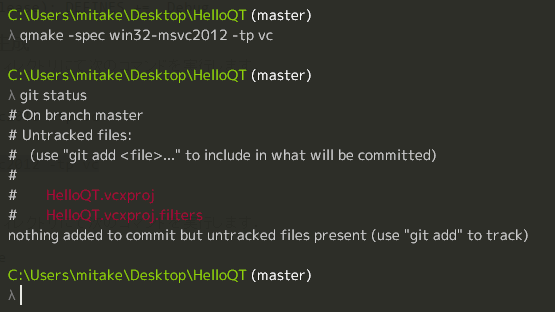 C:\Users\mitake\Desktop\HelloQT (master)
λ qmake -spec win32-msvc2012 -tp vc
C:\Users\mitake\Desktop\HelloQT (master)
λ git status
# On branch master
# Untracked files:
#   (use "git add <file>..." to include in what will be committed)
#
#       HelloQT.vcxproj
#       HelloQT.vcxproj.filters
nothing added to commit but untracked files present (use "git add" to track)
C:\Users\mitake\Desktop\HelloQT (master)
λ